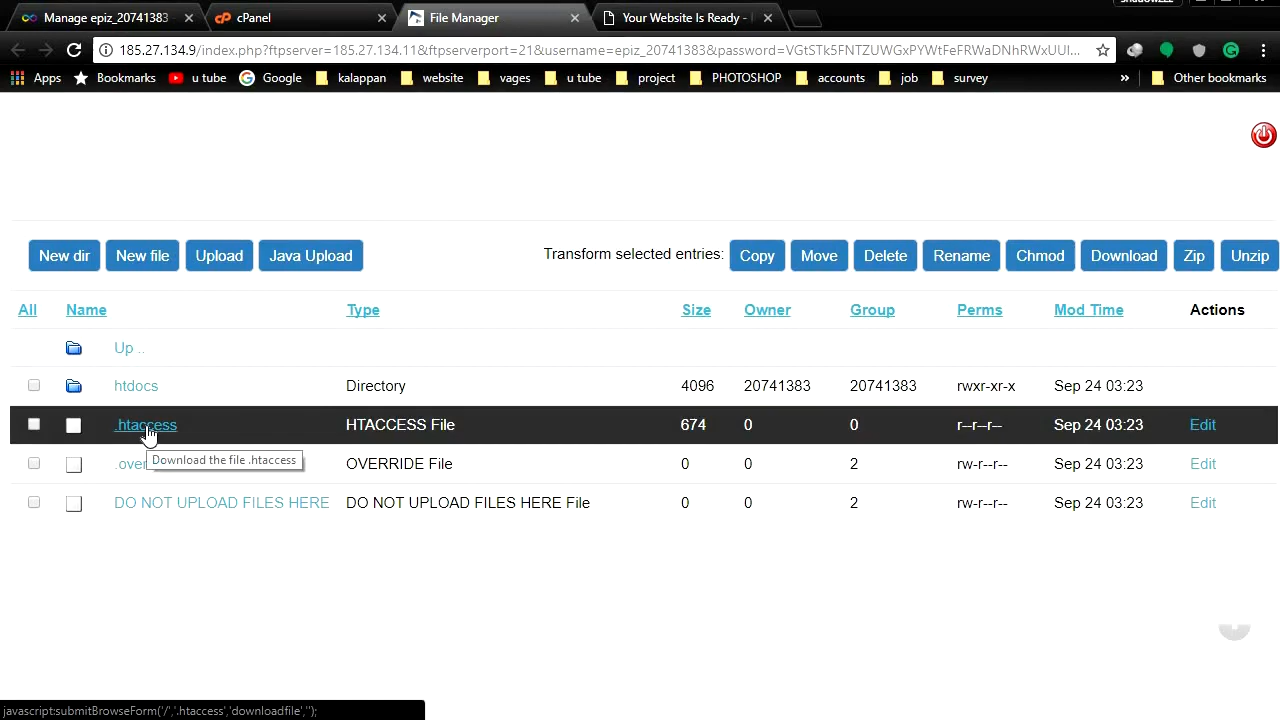 Manage epiz_20741383
cPanel
File Manager
Your Website Is Ready -
185.27.134.9/index.php?ftpserver=185.27.134.11&ftpserverport=21&username=epiz_20741383&password=VGtSTk5FNTZUWGxPYWtFeFRWaDNhRWxUUl...
Apps
Bookmarks
u tube
Google
kalappan
website
vages
u tube
project
PHOTOSHOP
accounts
job
survey
»
Other bookmarks
New dir
New file
Upload
Java Upload
Transform selected entries:
Copy
Move
Delete
Rename
Chmod
Download
Zip
Unzip
All Name Type Size Owner Group Perms Mod Time Actions
Up ..
htdocs Directory 4096 20741383 20741383 rwxr-xr-x Sep 24 03:23
.htaccess HTACCESS File 674 0 0 r--r--r-- Sep 24 03:23 Edit
.over OVERRIDE File 0 0 2 rw-r--r-- Sep 24 03:23 Edit
Download the file .htaccess
DO NOT UPLOAD FILES HERE DO NOT UPLOAD FILES HERE File 0 0 2 rw-r--r-- Sep 24 03:23 Edit
javascript:submitBrowseForm('/','.htaccess','downloadfile','');